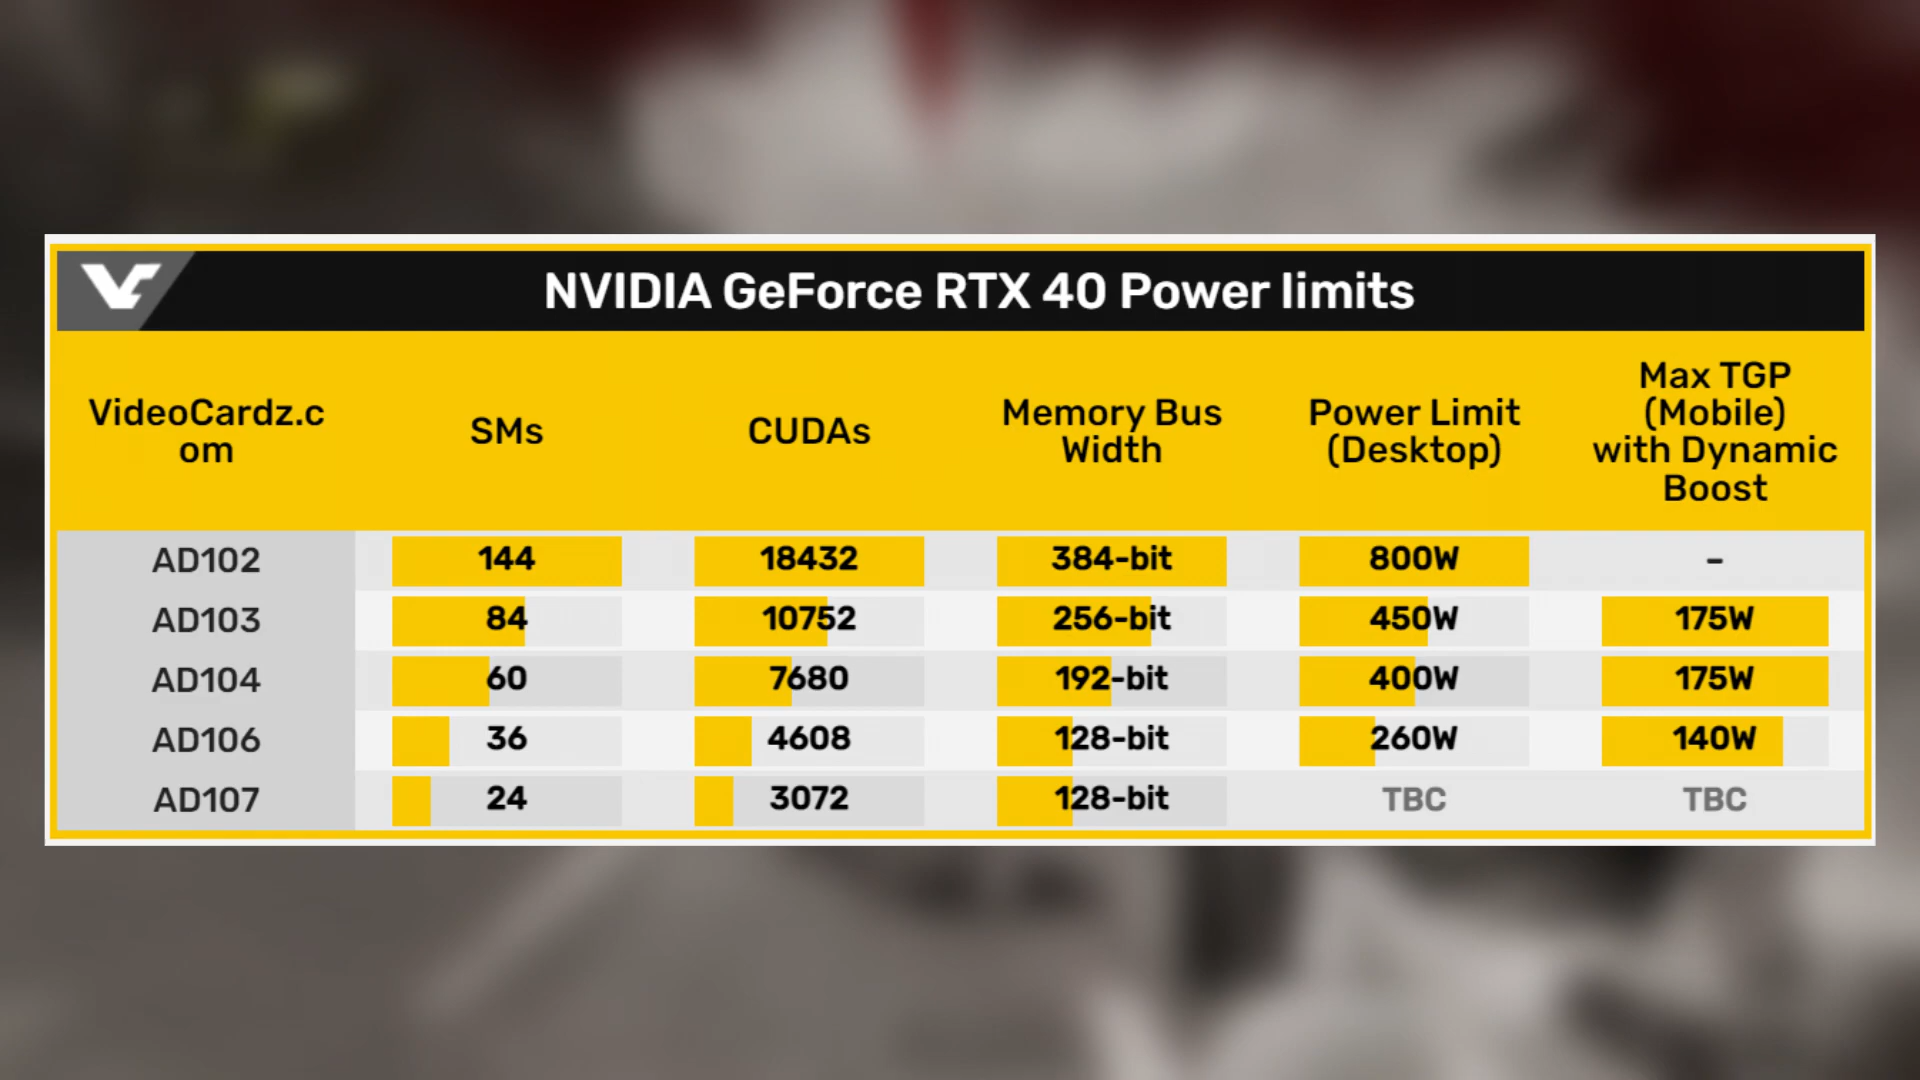 NVIDIA GeForce RTX 40 Power limits
VideoCardz.c
om
SMs
CUDAs
Memory Bus
Width
Power Limit
(Desktop)
Max TGP
(Mobile)
with Dynamic
Boost
AD102 144 18432 384-bit 800W –
AD103 84 10752 256-bit 450W 175W
AD104 60 7680 192-bit 400W 175W
AD106 36 4608 128-bit 260W 140W
AD107 24 3072 128-bit TBC TBC